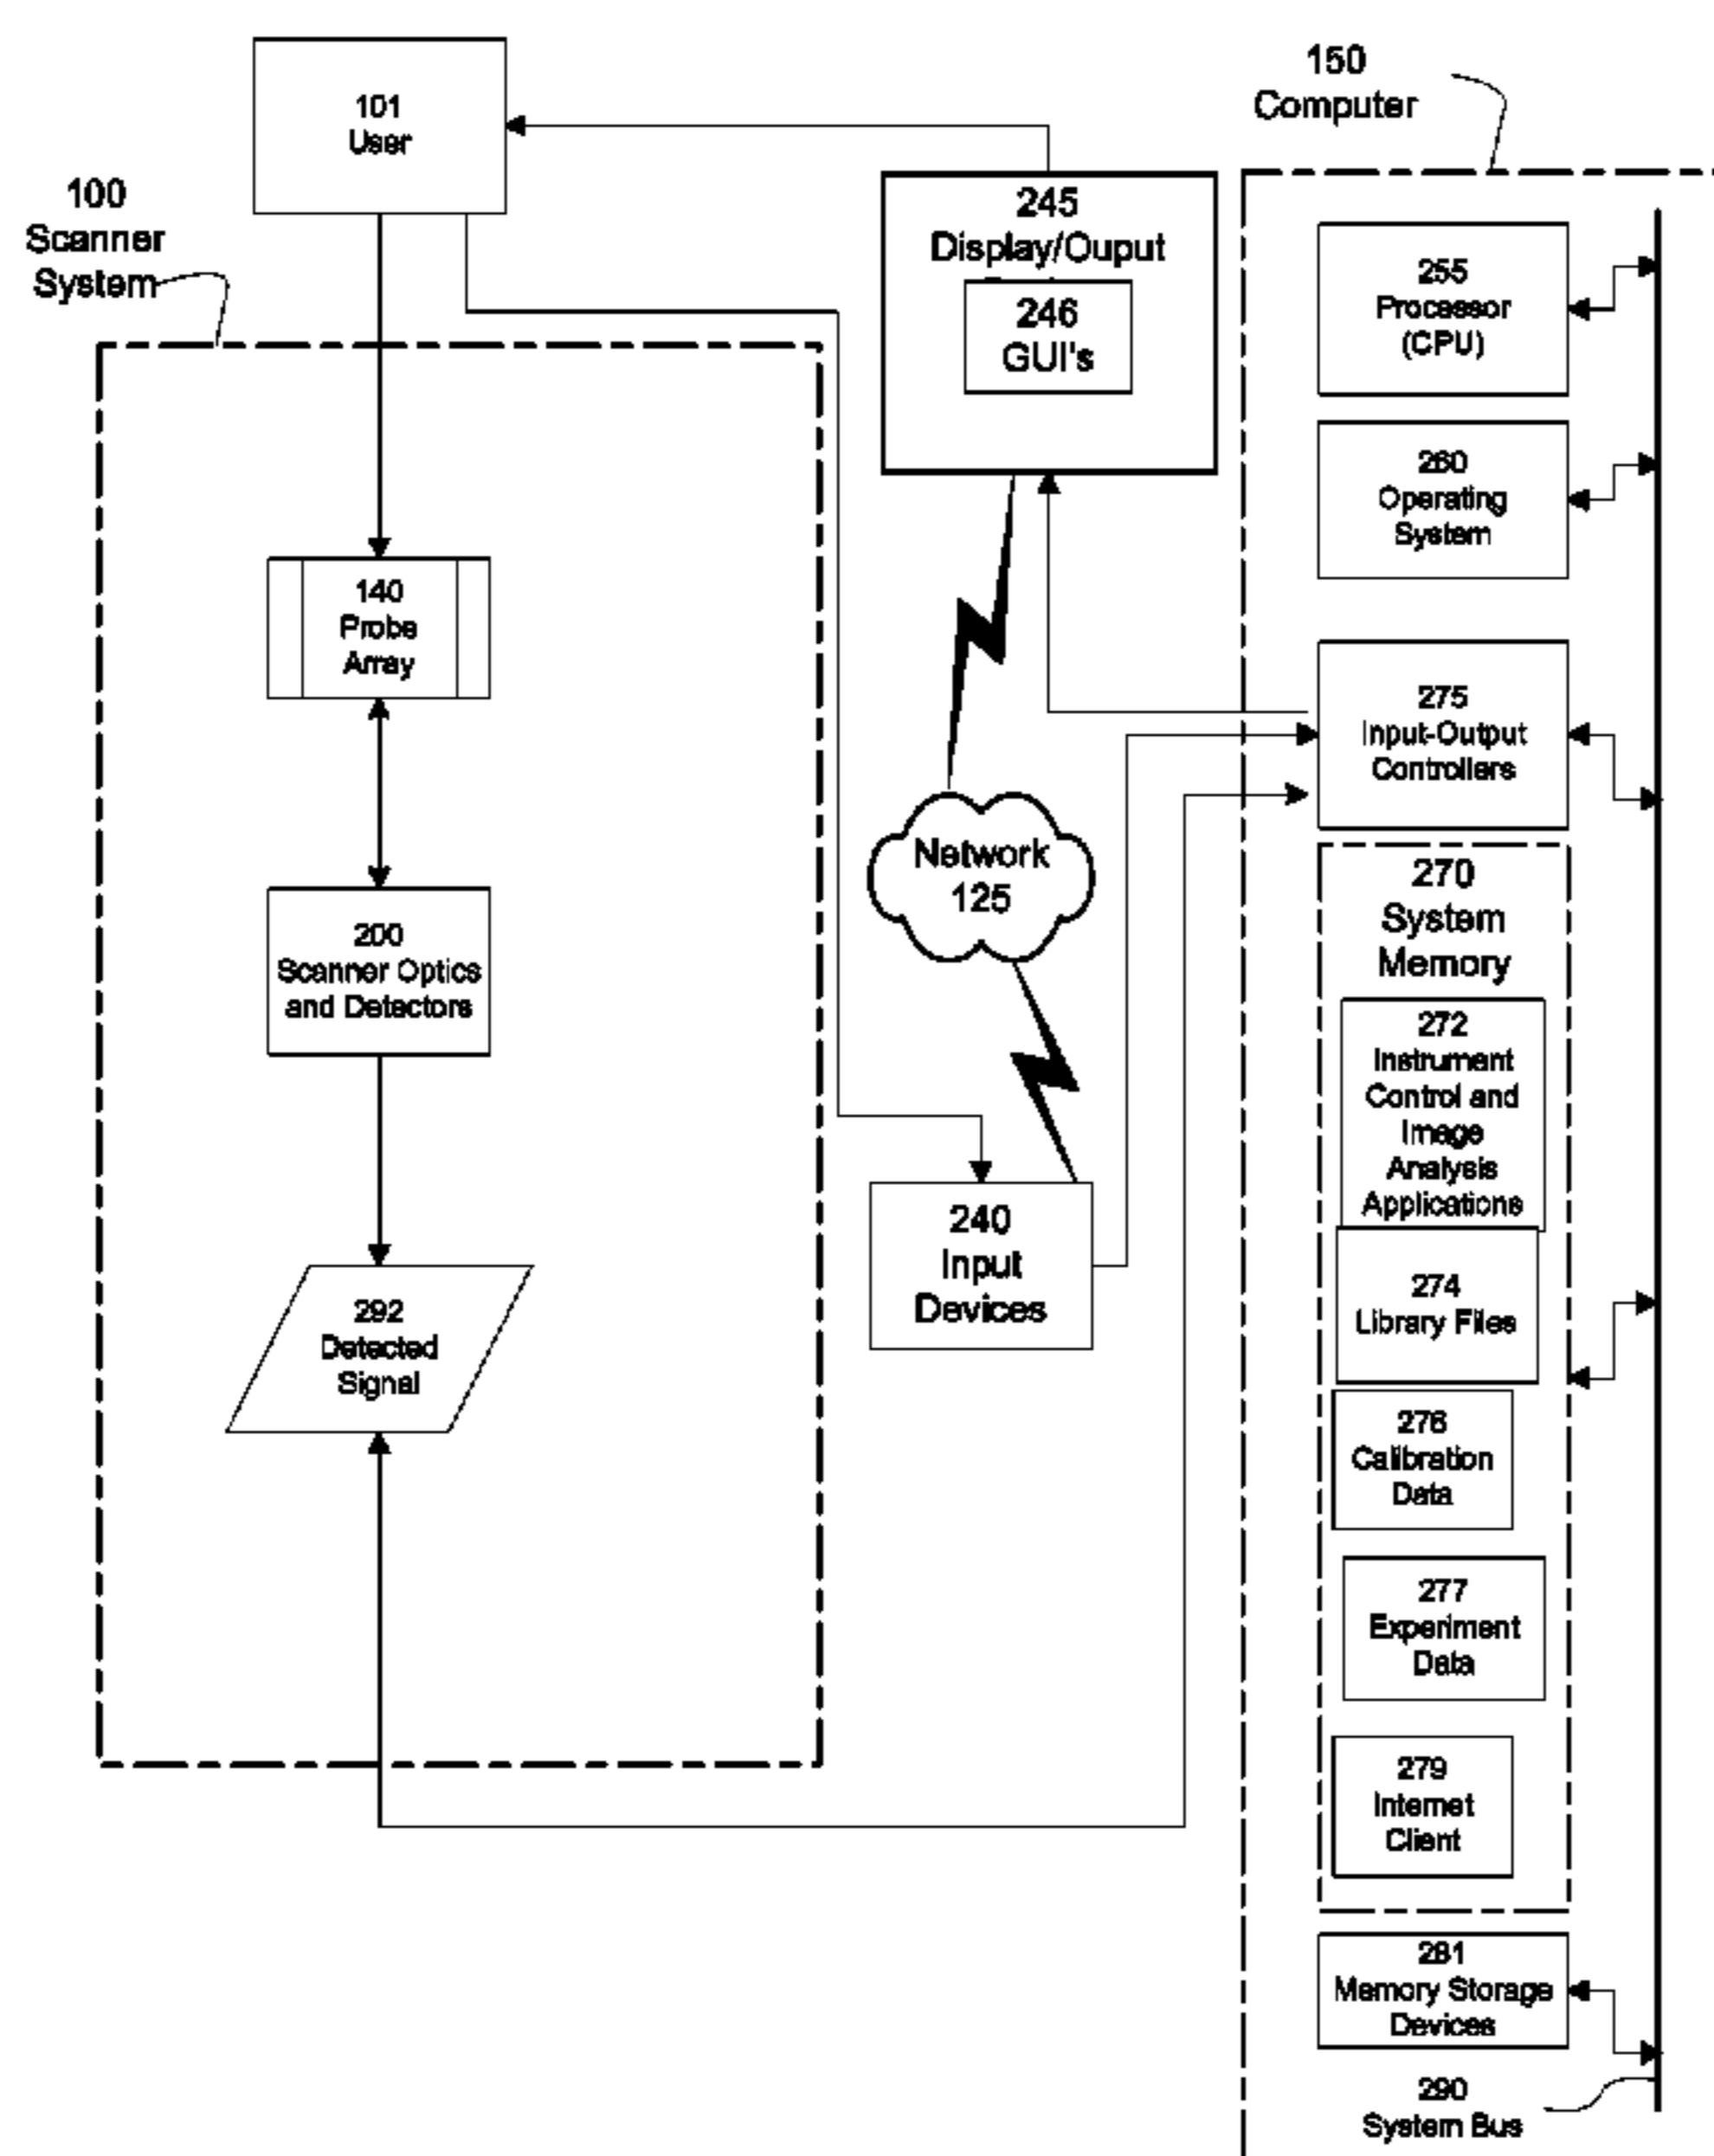 150
Computer
101
User
100
Scanner
System
245
Display/Ouput
246
GUI's
255
Processor
(CPU)
260
Operating
System
140
Probe
Array
275
Input-Output
Controllers
Network
125
270
System
Memory
200
Scanner Optics
and Detectors
272
Instrument
Control and
Image
Analysis
Applications
240
Input
Devices
274
Library Files
292
Detected
Signal
276
Calibration
Data
277
Experiment
Data
279
Internet
Client
281
Memory Storage
Devices
290
System Bus